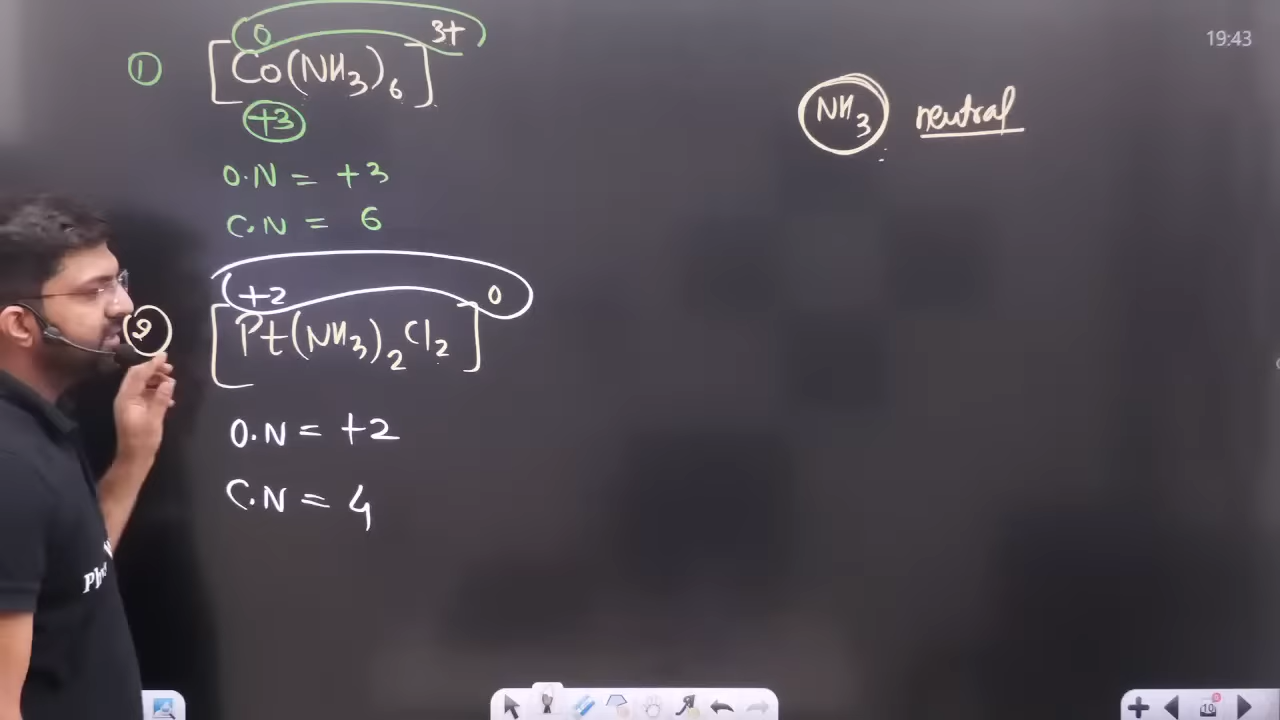 19:43
① [Co(NH₃)₆]³⁺
0
+3
O.N = +3
C.N = 6
NH₃ neutral
+2 0
② [Pt(NH₃)₂Cl₂]
O.N = +2
C.N = 4
10